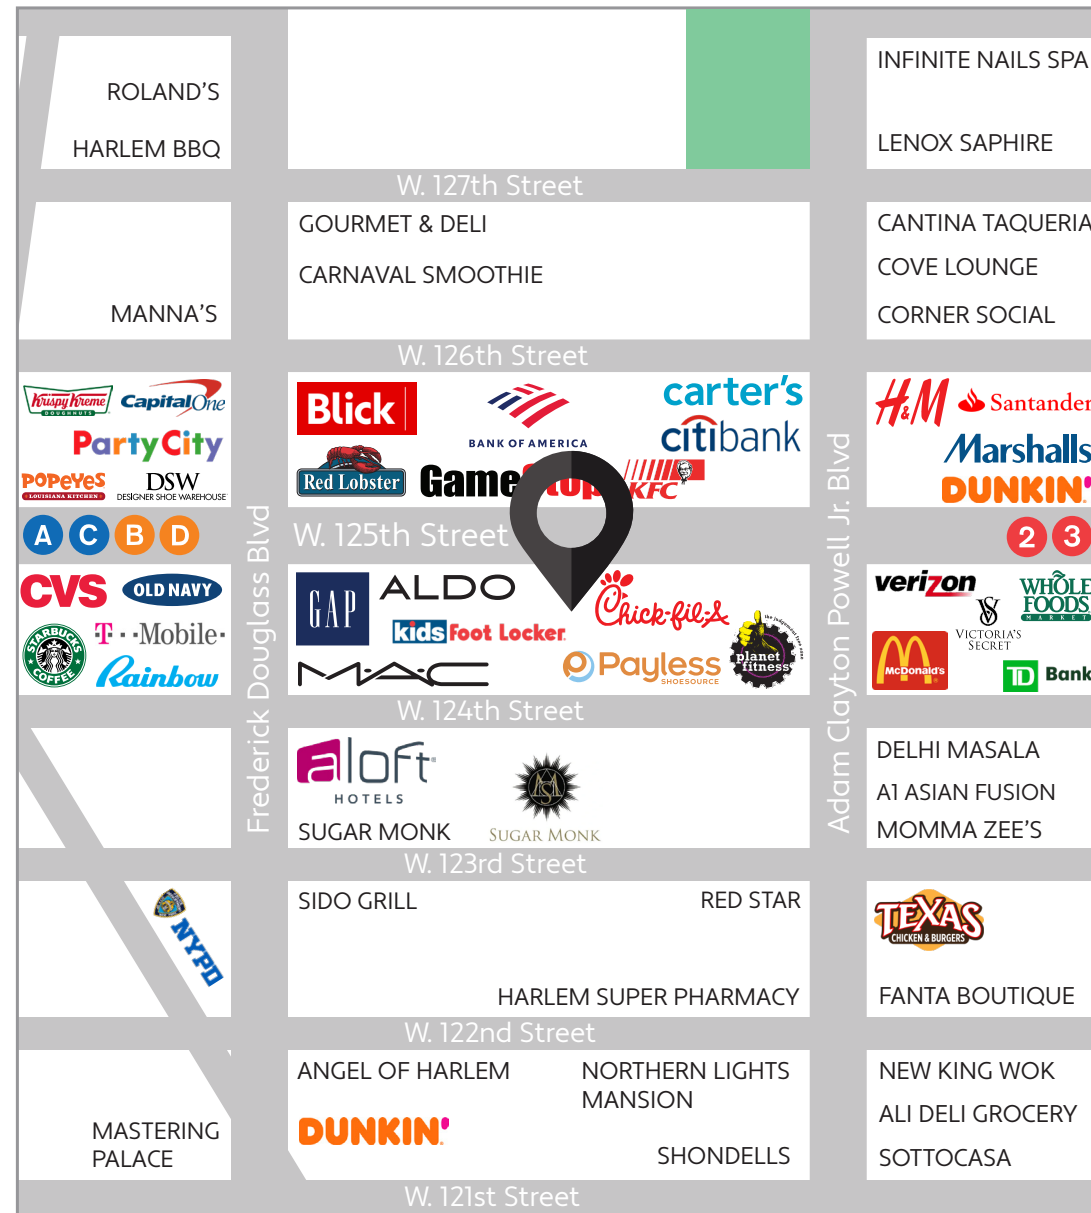 ROLAND'S
HARLEM BBQ
INFINITE NAILS SPA
LENOX SAPHIRE
W. 127th Street
MANNA'S
GOURMET & DELI
CARNAVAL SMOOTHIE
CANTINA TAQUERIA
COVE LOUNGE
CORNER SOCIAL
W. 126th Street
Krispy Kreme
DOUGHNUTS
Capital One
Party City
POPEYES
LOUISIANA KITCHEN
DSW
DESIGNER SHOE WAREHOUSE
Blick
BANK OF AMERICA
carter's
citibank
Red Lobster
KFC
H&M
Santander
Marshalls
DUNKIN'
A C B D
Frederick Douglass Blvd
W. 125th Street
Adam Clayton Powell Jr. Blvd
2 3
CVS
OLD NAVY
STARBUCKS
COFFEE
T-Mobile
Rainbow
GAP
ALDO
kids Foot Locker
MAC
Chick-fil-A
Payless
SHOESOURCE
the judgement free zone
planet
fitness
verizon
WHOLE
FOODS
MARKET
VS
VICTORIA'S
SECRET
McDonald's
TD Bank
W. 124th Street
aloft
HOTELS
SUGAR MONK
SUGAR MONK
DELHI MASALA
A1 ASIAN FUSION
MOMMA ZEE'S
W. 123rd Street
NYPD
SIDO GRILL
RED STAR
HARLEM SUPER PHARMACY
TEXAS
CHICKEN & BURGERS
FANTA BOUTIQUE
W. 122nd Street
MASTERING
PALACE
ANGEL OF HARLEM
DUNKIN'
NORTHERN LIGHTS
MANSION
SHONDELLS
NEW KING WOK
ALI DELI GROCERY
SOTTOCASA
W. 121st Street